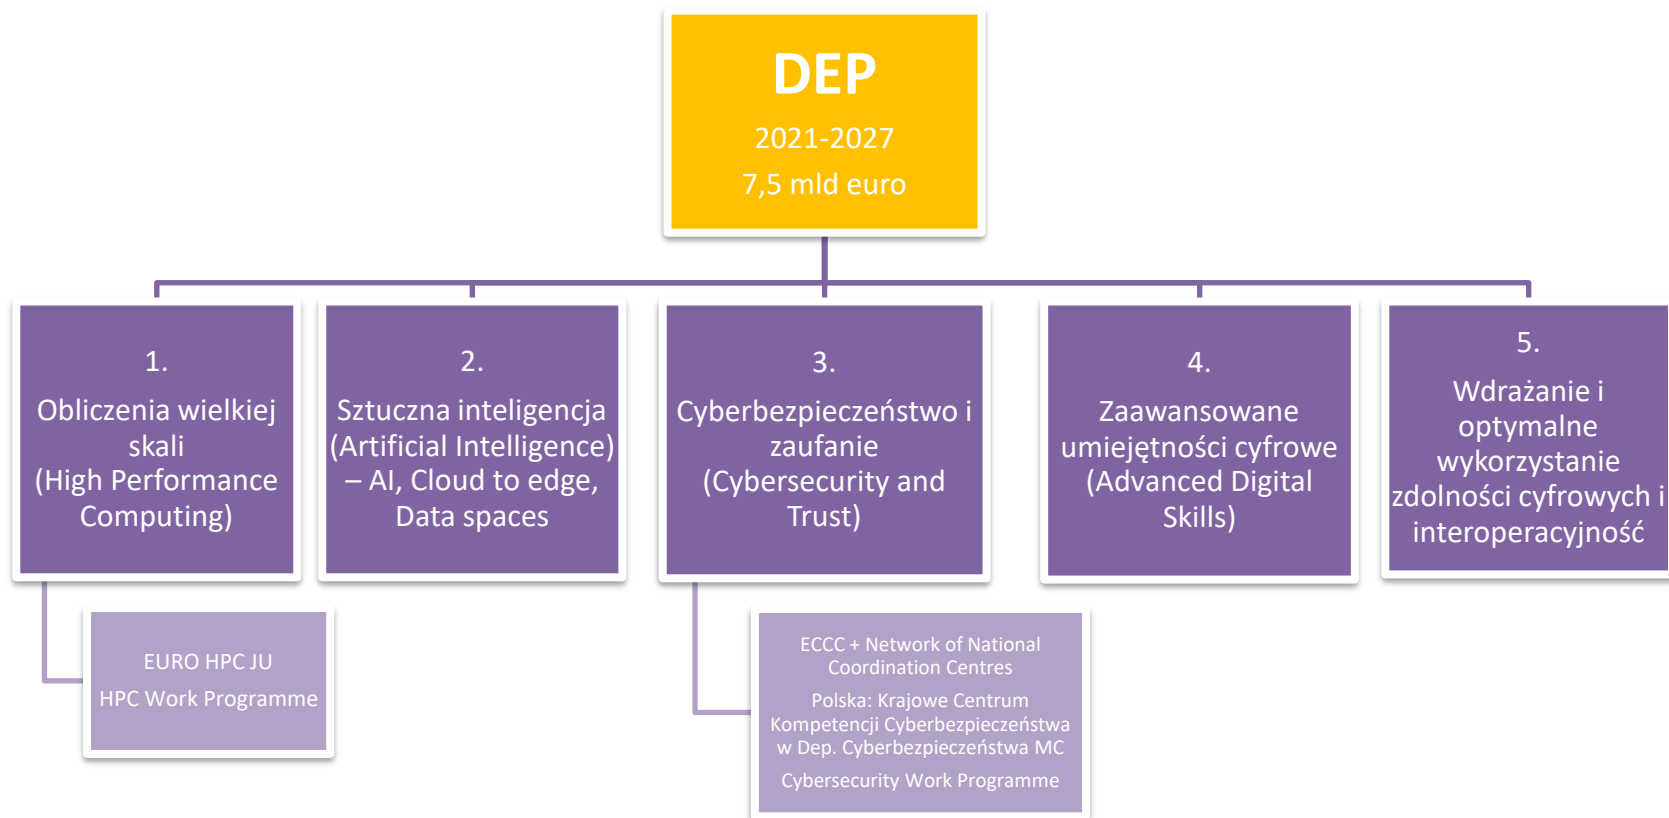 DEP
2021-2027
7,5 mld euro
1.
Obliczenia wielkiej
skali
(High Performance
Computing)
2.
Sztuczna inteligencja
(Artificial Intelligence)
– AI, Cloud to edge,
Data spaces
3.
Cyberbezpieczeństwo i
zaufanie
(Cybersecurity and
Trust)
4.
Zaawansowane
umiejętności cyfrowe
(Advanced Digital
Skills)
5.
Wdrażanie i
optymalne
wykorzystanie
zdolności cyfrowych i
interoperacyjność
EURO HPC JU
HPC Work Programme
ECCC + Network of National
Coordination Centres
Polska: Krajowe Centrum
Kompetencji Cyberbezpieczeństwa
w Dep. Cyberbezpieczeństwa MC
Cybersecurity Work Programme